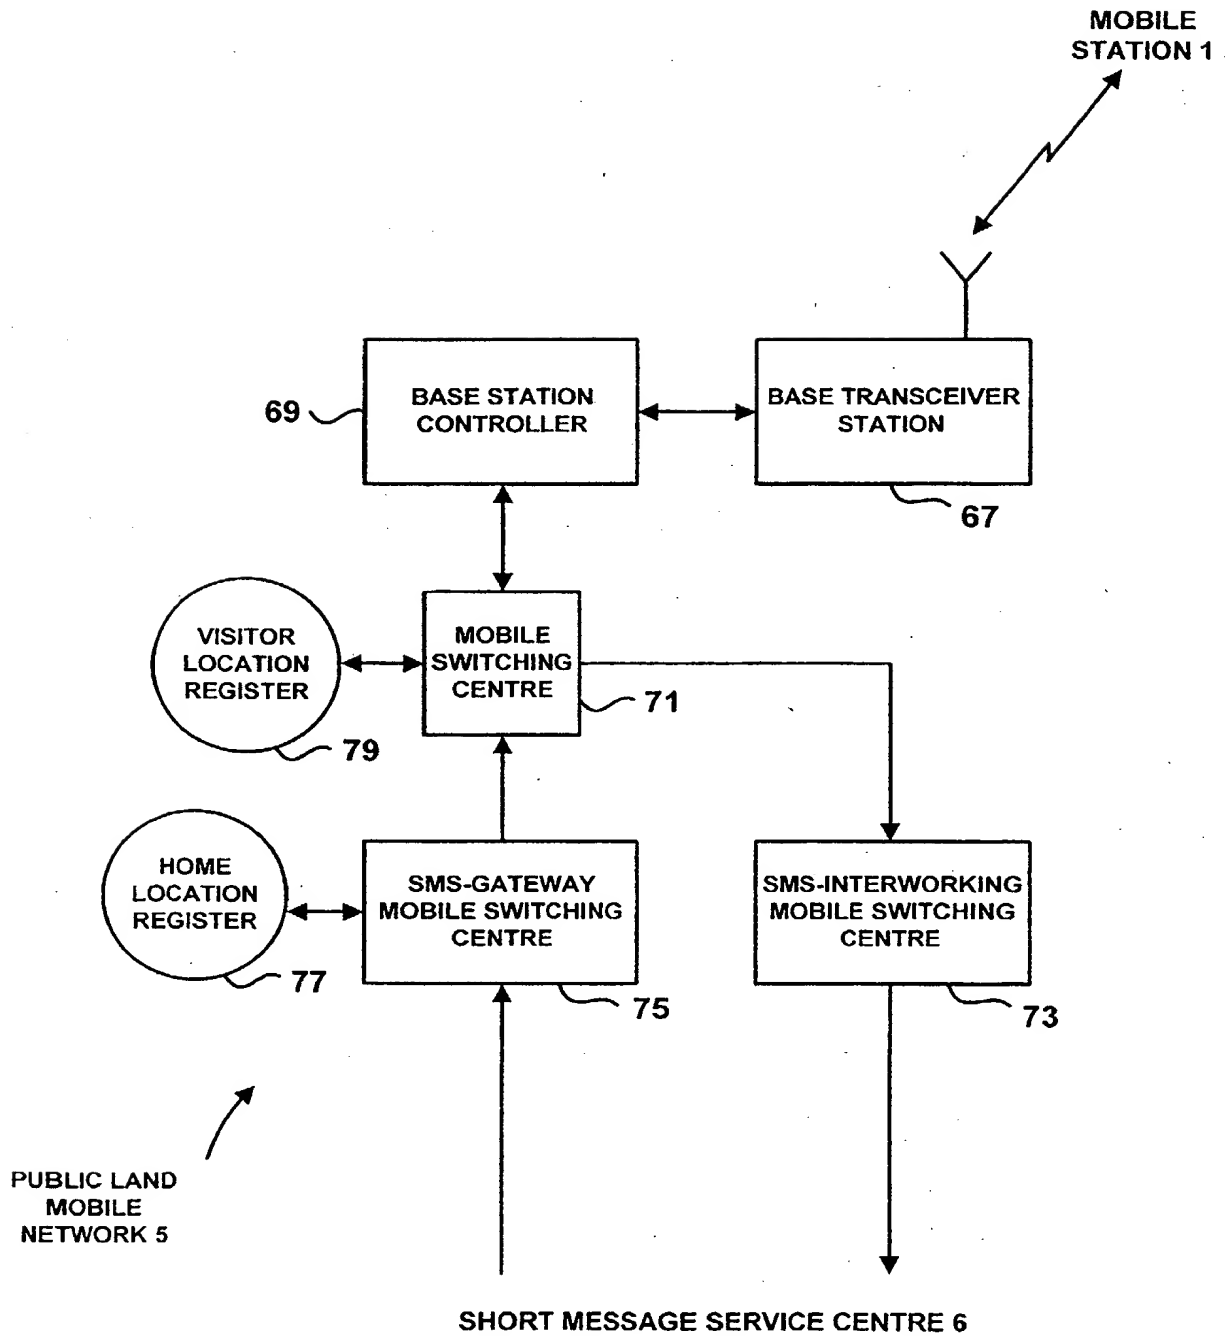 MOBILE
STATION 1
BASE STATION
CONTROLLER
69
BASE TRANSCEIVER
STATION
67
VISITOR
LOCATION
REGISTER
79
MOBILE
SWITCHING
CENTRE
71
HOME
LOCATION
REGISTER
77
SMS-GATEWAY
MOBILE SWITCHING
CENTRE
75
SMS-INTERWORKING
MOBILE SWITCHING
CENTRE
73
PUBLIC LAND
MOBILE
NETWORK 5
SHORT MESSAGE SERVICE CENTRE 6